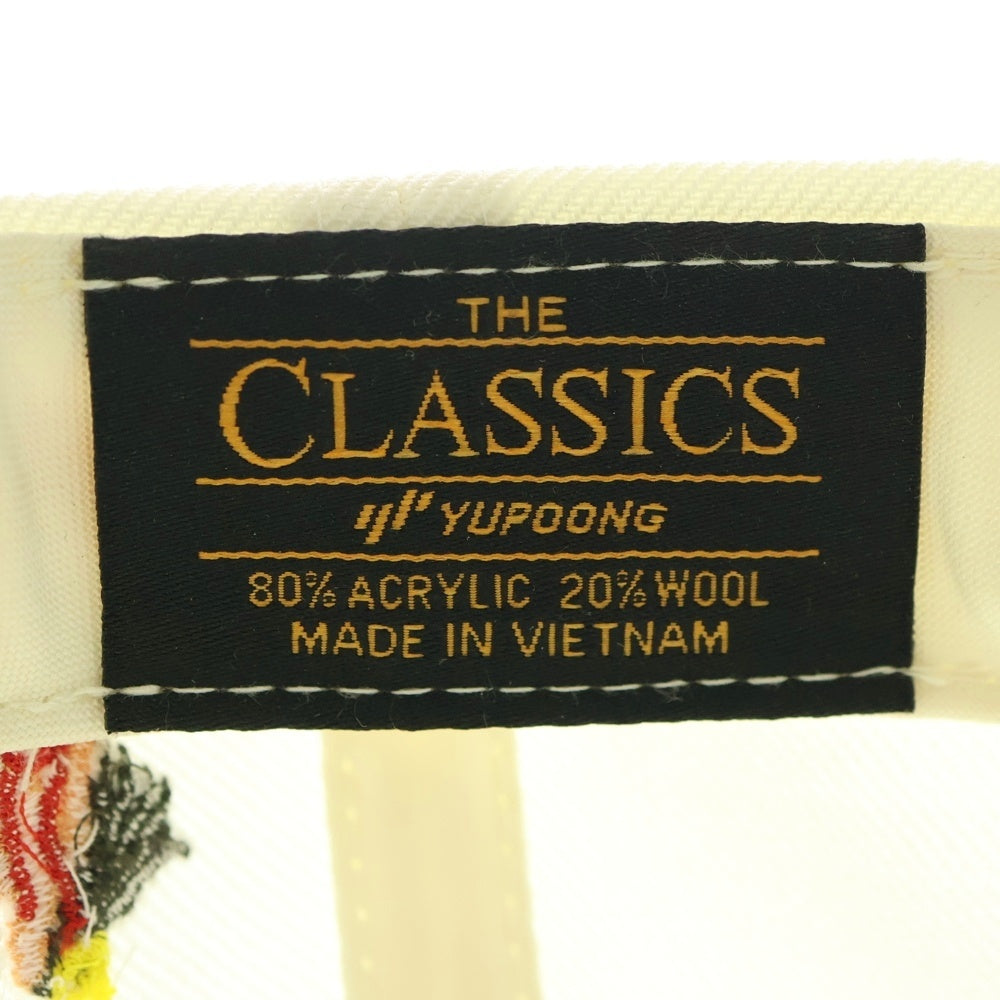 THE
CLASSICS
YUPOONG
80% ACRYLIC 20% WOOL
MADE IN VIETNAM